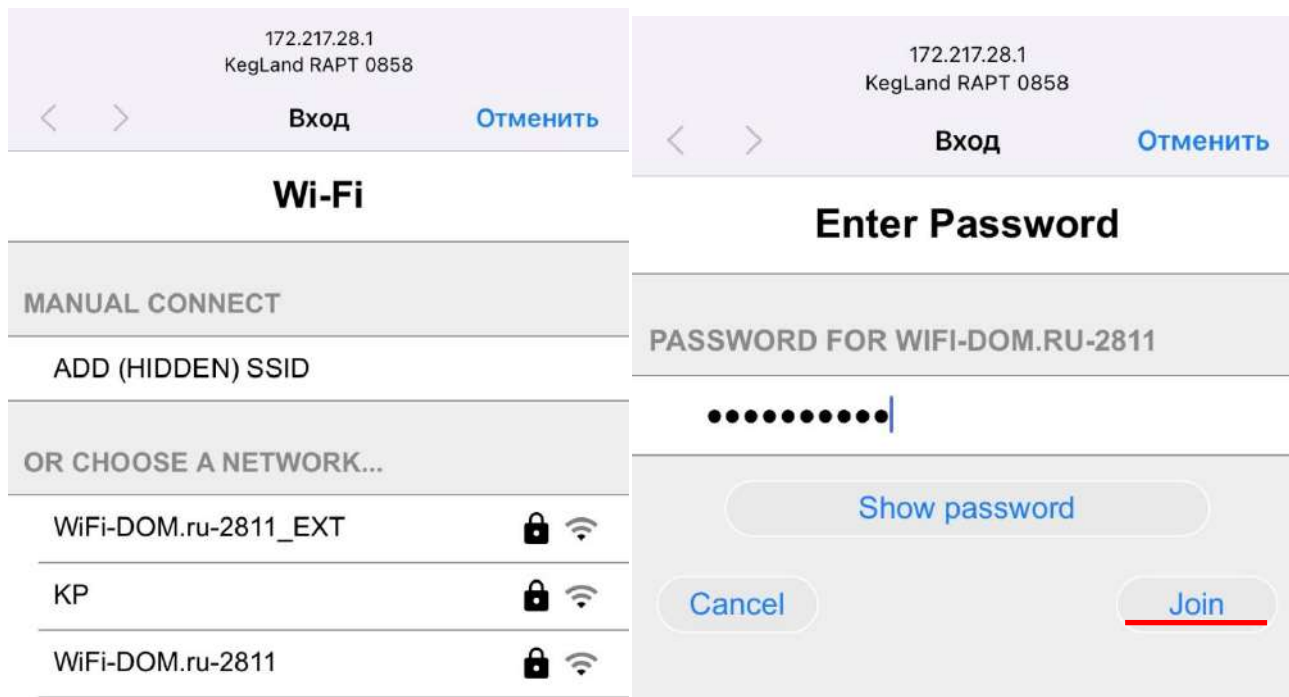 172.217.28.1
KegLand RAPT 0858
Вход
Отменить
Wi-Fi
MANUAL CONNECT
ADD (HIDDEN) SSID
OR CHOOSE A NETWORK...
WiFi-DOM.ru-2811_EXT
KP
WiFi-DOM.ru-2811
172.217.28.1
KegLand RAPT 0858
Вход
Отменить
Enter Password
PASSWORD FOR WIFI-DOM.RU-2811
••••••••••
Show password
Cancel
Join